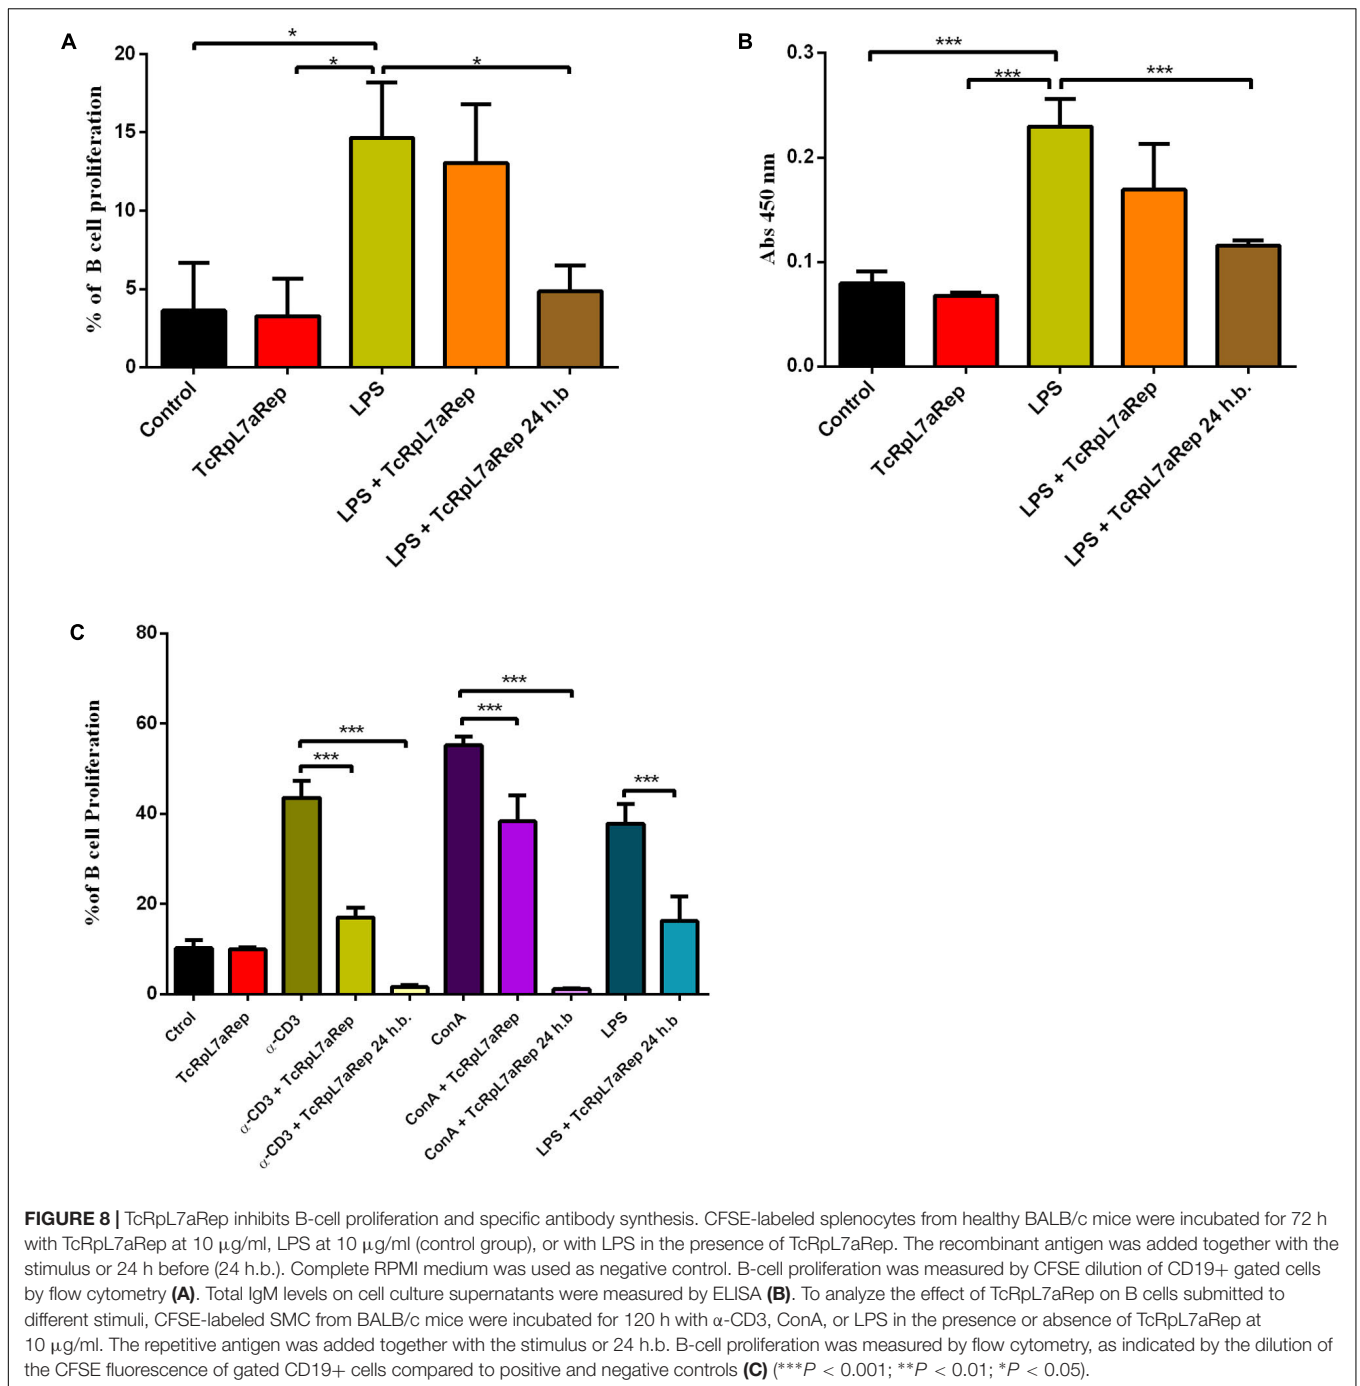 A
% of B cell proliferation
20
15
10
5
0
*
*
*
Control
TcRpL7aRep
LPS
LPS + TcRpL7aRep
LPS + TcRpL7aRep 24 h.b
B
Abs 450 nm
0.3
0.2
0.1
0.0
***
***
***
Control
TcRpL7aRep
LPS
LPS + TcRpL7aRep
LPS + TcRpL7aRep 24 h.b.
C
%of B cell Proliferation
80
60
40
20
0
***
***
***
***
***
Ctrol
TcRpL7aRep
α-CD3
α-CD3 + TcRpL7aRep
α-CD3 + TcRpL7aRep 24 h.b.
ConA
ConA + TcRpL7aRep
ConA + TcRpL7aRep 24 h.b
LPS
LPS + TcRpL7aRep 24 h.b
FIGURE 8 | TcRpL7aRep inhibits B-cell proliferation and specific antibody synthesis. CFSE-labeled splenocytes from healthy BALB/c mice were incubated for 72 h
with TcRpL7aRep at 10 μg/ml, LPS at 10 μg/ml (control group), or with LPS in the presence of TcRpL7aRep. The recombinant antigen was added together with the
stimulus or 24 h before (24 h.b.). Complete RPMI medium was used as negative control. B-cell proliferation was measured by CFSE dilution of CD19+ gated cells
by flow cytometry (A). Total IgM levels on cell culture supernatants were measured by ELISA (B). To analyze the effect of TcRpL7aRep on B cells submitted to
different stimuli, CFSE-labeled SMC from BALB/c mice were incubated for 120 h with α-CD3, ConA, or LPS in the presence or absence of TcRpL7aRep at
10 μg/ml. The repetitive antigen was added together with the stimulus or 24 h.b. B-cell proliferation was measured by flow cytometry, as indicated by the dilution of
the CFSE fluorescence of gated CD19+ cells compared to positive and negative controls (C) (***P < 0.001; **P < 0.01; *P < 0.05).